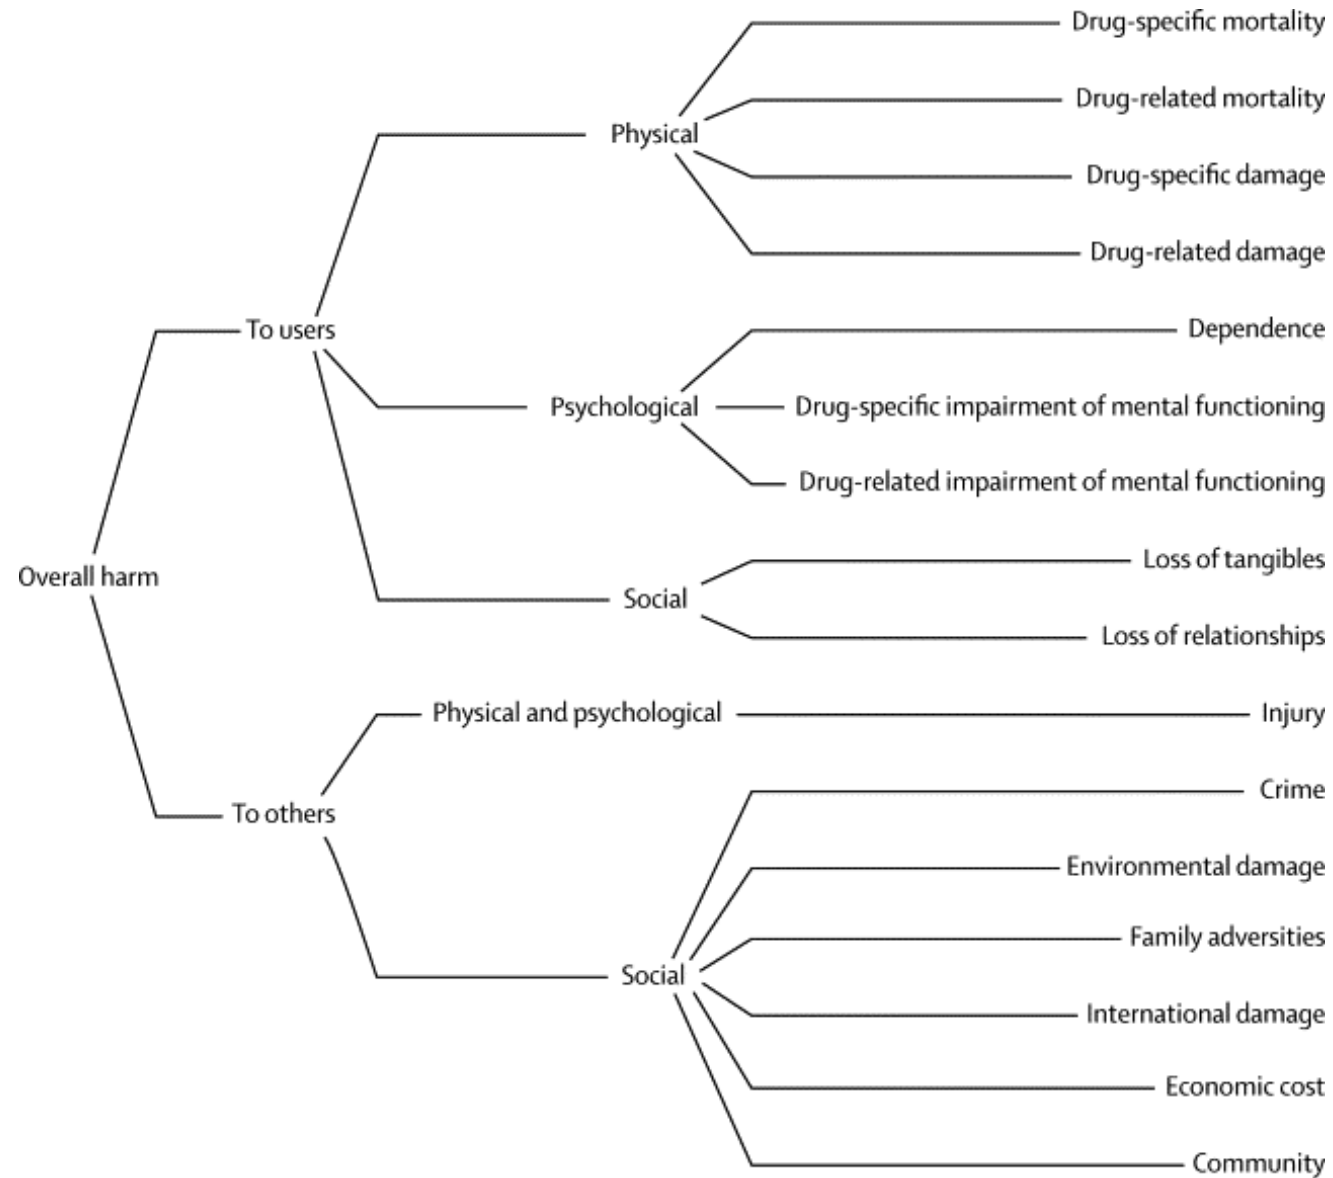 Drug-specific mortality
Drug-related mortality
Physical
Drug-specific damage
Drug-related damage
To users
Dependence
Psychological
Drug-specific impairment of mental functioning
Drug-related impairment of mental functioning
Loss of tangibles
Overall harm
Social
Loss of relationships
Physical and psychological
Injury
Crime
To others
Environmental damage
Family adversities
Social
International damage
Economic cost
Community